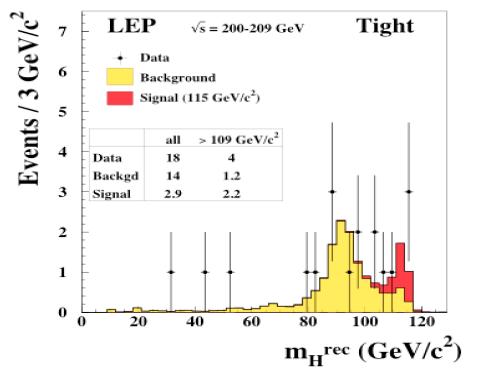 LEP √s = 200-209 GeV Tight
Data
Background
Signal (115 GeV/c²)
all > 109 GeV/c²
Data 18 4
Backgd 14 1.2
Signal 2.9 2.2
Events / 3 GeV/c²
7
6
5
4
3
2
1
0
0 20 40 60 80 100 120
mH^rec (GeV/c²)